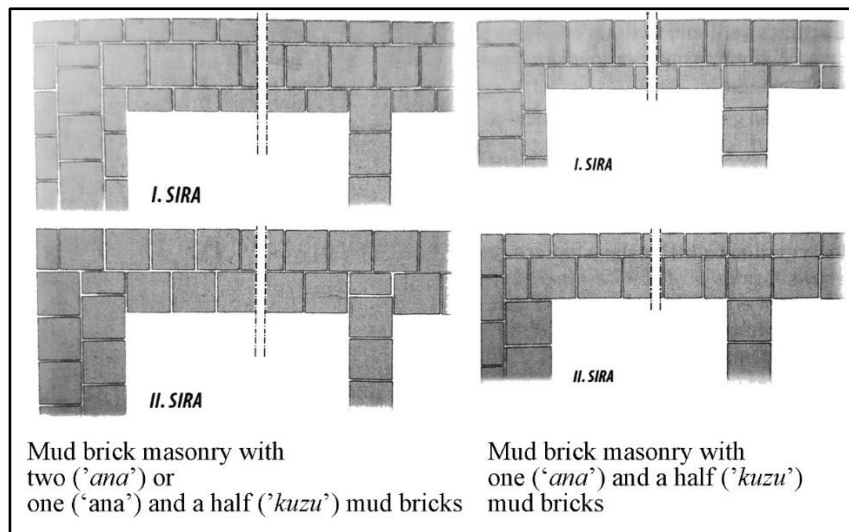 I. SIRA
I. SIRA
II. SIRA
II. SIRA
Mud brick masonry with
two ('ana') or
one ('ana') and a half ('kuzu') mud bricks
Mud brick masonry with
one ('ana') and a half ('kuzu')
mud bricks